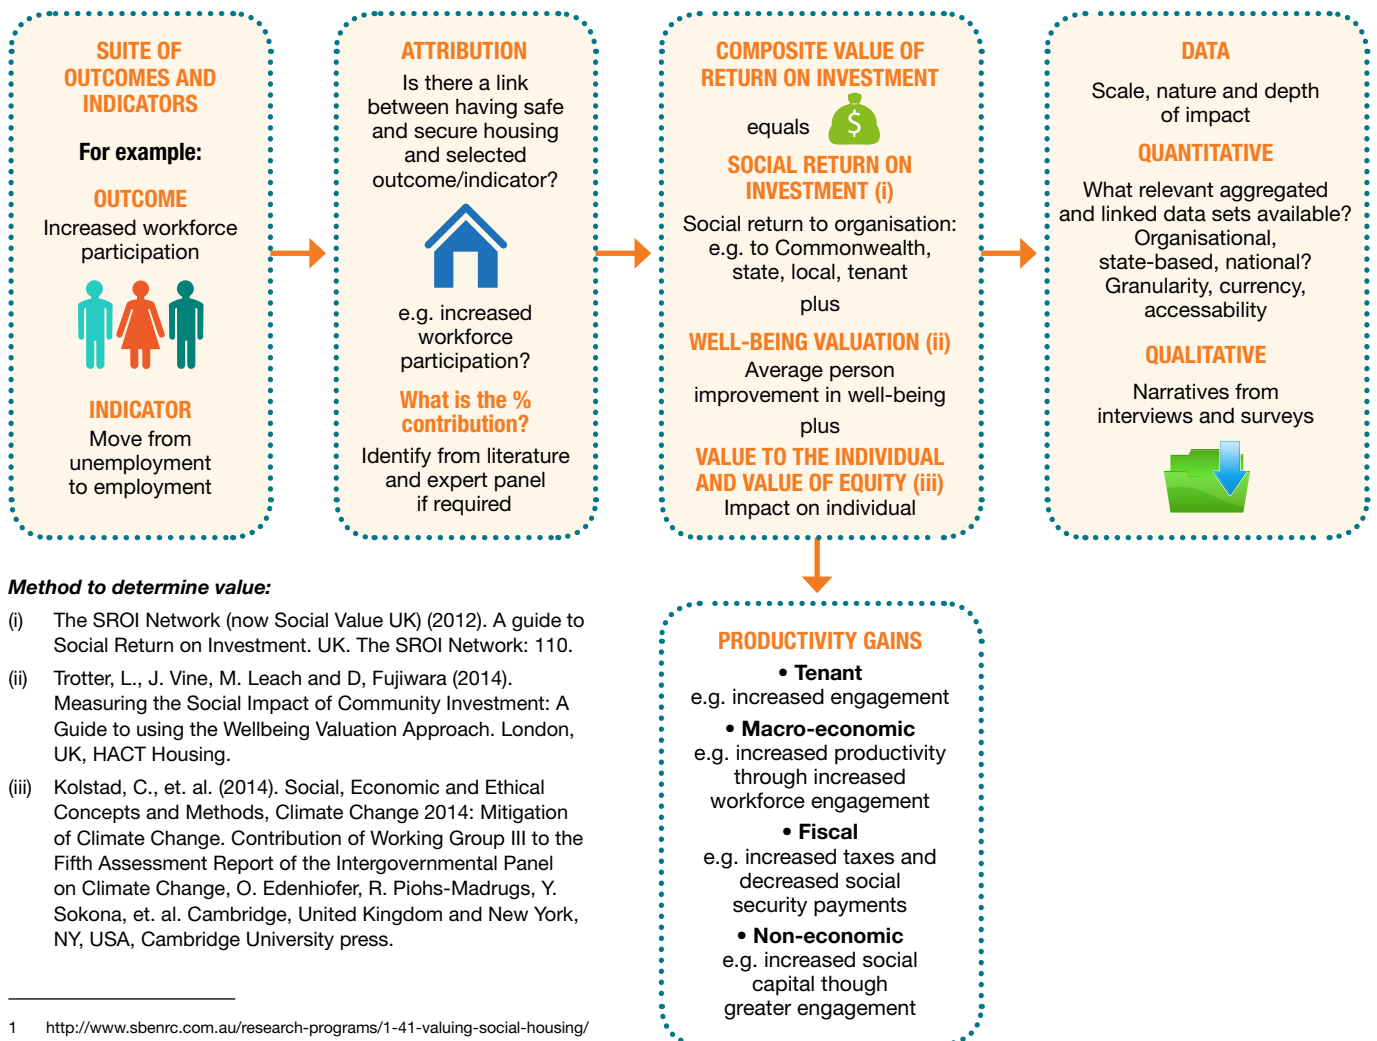 SUITE OF
OUTCOMES AND
INDICATORS
For example:
OUTCOME
Increased workforce
participation
INDICATOR
Move from
unemployment
to employment
ATTRIBUTION
Is there a link
between having safe
and secure housing
and selected
outcome/indicator?
e.g. increased
workforce
participation?
What is the %
contribution?
Identify from literature
and expert panel
if required
COMPOSITE VALUE OF
RETURN ON INVESTMENT
equals $
SOCIAL RETURN ON
INVESTMENT (i)
Social return to organisation:
e.g. to Commonwealth,
state, local, tenant
plus
WELL-BEING VALUATION (ii)
Average person
improvement in well-being
plus
VALUE TO THE INDIVIDUAL
AND VALUE OF EQUITY (iii)
Impact on individual
DATA
Scale, nature and depth
of impact
QUANTITATIVE
What relevant aggregated
and linked data sets available?
Organisational,
state-based, national?
Granularity, currency,
accessability
QUALITATIVE
Narratives from
interviews and surveys
PRODUCTIVITY GAINS
• Tenant
e.g. increased engagement
• Macro-economic
e.g. increased productivity
through increased
workforce engagement
• Fiscal
e.g. increased taxes and
decreased social
security payments
• Non-economic
e.g. increased social
capital though
greater engagement
Method to determine value:
(i) The SROI Network (now Social Value UK) (2012). A guide to
Social Return on Investment. UK. The SROI Network: 110.
(ii) Trotter, L., J. Vine, M. Leach and D, Fujiwara (2014).
Measuring the Social Impact of Community Investment: A
Guide to using the Wellbeing Valuation Approach. London,
UK, HACT Housing.
(iii) Kolstad, C., et. al. (2014). Social, Economic and Ethical
Concepts and Methods, Climate Change 2014: Mitigation
of Climate Change. Contribution of Working Group III to the
Fifth Assessment Report of the Intergovernmental Panel
on Climate Change, O. Edenhiofer, R. Piohs-Madrugs, Y.
Sokona, et. al. Cambridge, United Kingdom and New York,
NY, USA, Cambridge University press.
1 http://www.sbenrc.com.au/research-programs/1-41-valuing-social-housing/